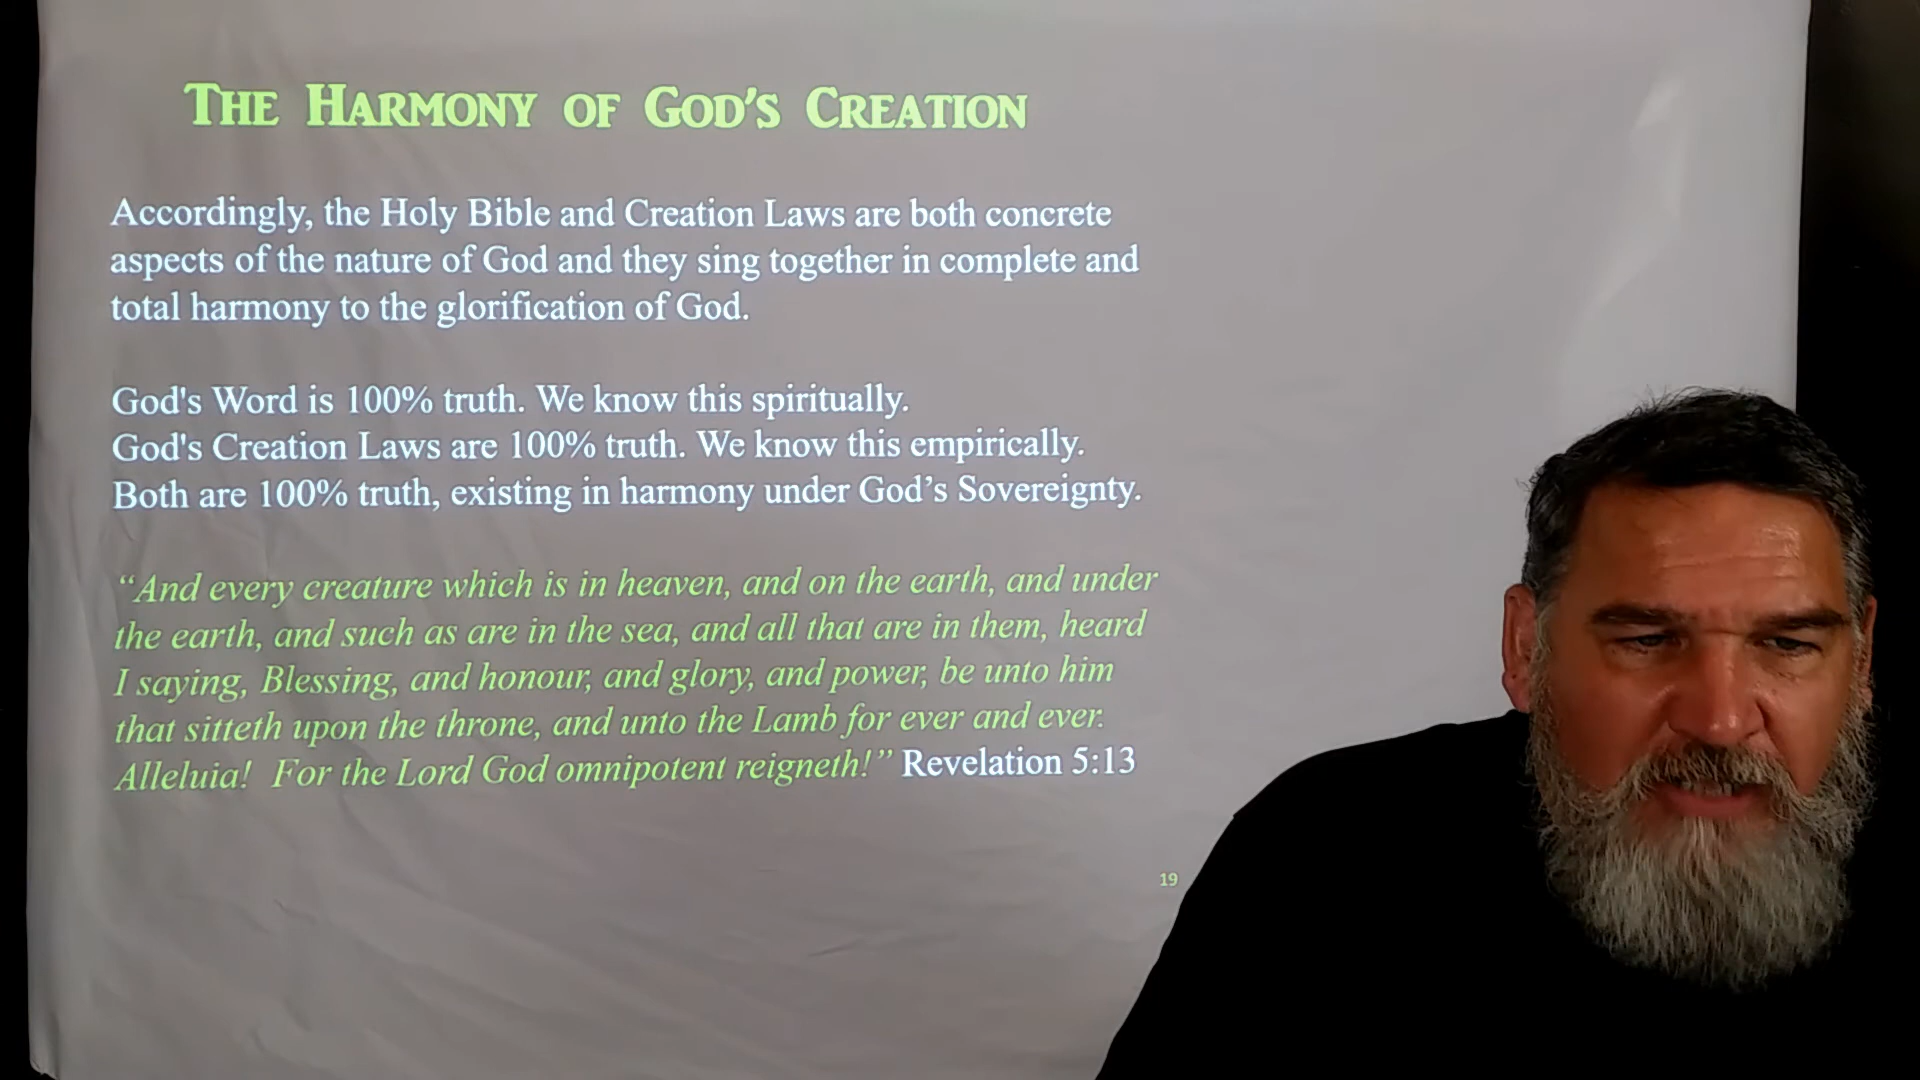 The Harmony of God's Creation
Accordingly, the Holy Bible and Creation Laws are both concrete
aspects of the nature of God and they sing together in complete and
total harmony to the glorification of God.
God's Word is 100% truth. We know this spiritually.
God's Creation Laws are 100% truth. We know this empirically.
Both are 100% truth, existing in harmony under God’s Sovereignty.
“And every creature which is in heaven, and on the earth, and under
the earth, and such as are in the sea, and all that are in them, heard
I saying, Blessing, and honour, and glory, and power, be unto him
that sitteth upon the throne, and unto the Lamb for ever and ever.
Alleluia! For the Lord God omnipotent reigneth!” Revelation 5:13
19